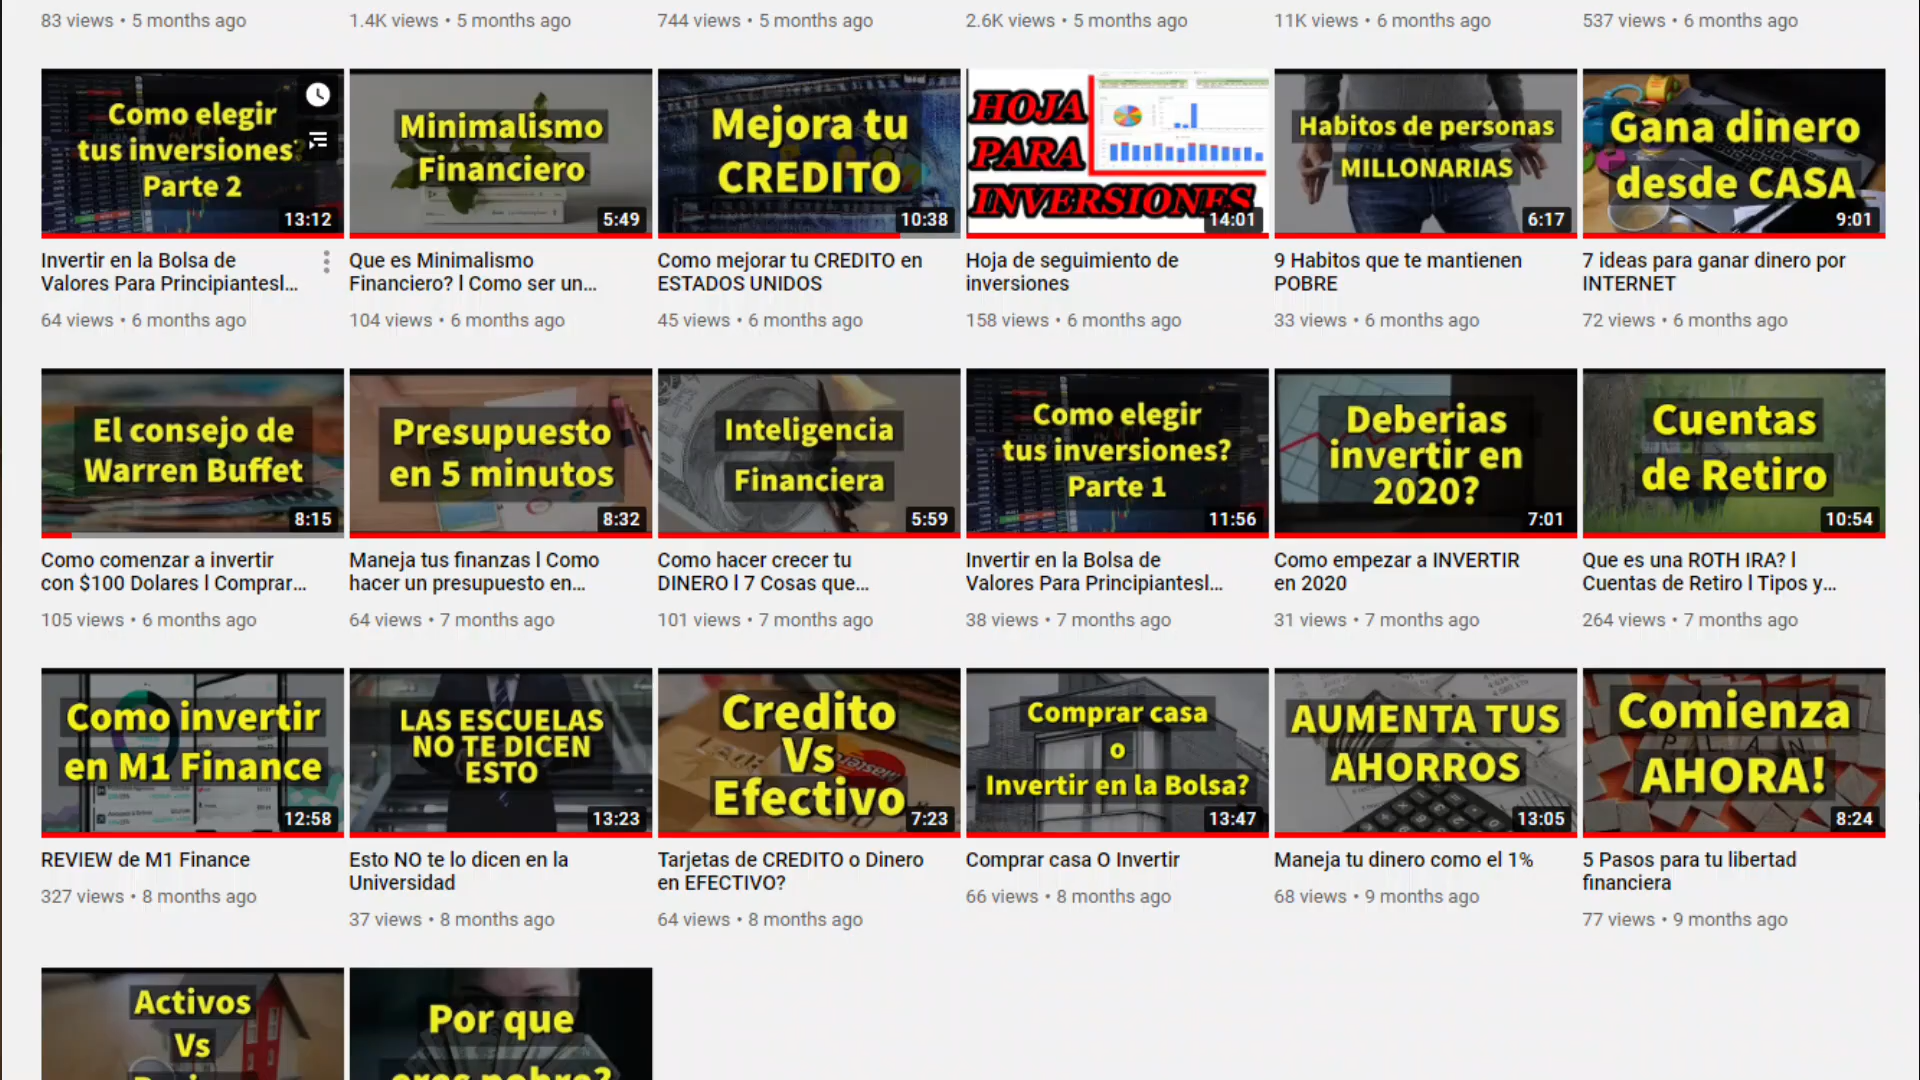 83 views • 5 months ago
1.4K views • 5 months ago
744 views • 5 months ago
2.6K views • 5 months ago
11K views • 6 months ago
537 views • 6 months ago
Como elegir
tus inversiones?
Parte 2
13:12
Invertir en la Bolsa de
Valores Para Principiantesl...
64 views • 6 months ago
Minimalismo
Financiero
5:49
Que es Minimalismo
Financiero? l Como ser un...
104 views • 6 months ago
Mejora tu
CREDITO
10:38
Como mejorar tu CREDITO en
ESTADOS UNIDOS
45 views • 6 months ago
HOJA
PARA
INVERSIONES
14:01
Hoja de seguimiento de
inversiones
158 views • 6 months ago
Habitos de personas
MILLONARIAS
6:17
9 Habitos que te mantienen
POBRE
33 views • 6 months ago
Gana dinero
desde CASA
9:01
7 ideas para ganar dinero por
INTERNET
72 views • 6 months ago
El consejo de
Warren Buffet
8:15
Como comenzar a invertir
con $100 Dolares l Comprar...
105 views • 6 months ago
Presupuesto
en 5 minutos
8:32
Maneja tus finanzas l Como
hacer un presupuesto en...
64 views • 7 months ago
Inteligencia
Financiera
5:59
Como hacer crecer tu
DINERO l 7 Cosas que...
101 views • 7 months ago
Como elegir
tus inversiones?
Parte 1
11:56
Invertir en la Bolsa de
Valores Para Principiantesl...
38 views • 7 months ago
Deberias
invertir en
2020?
7:01
Como empezar a INVERTIR
en 2020
31 views • 7 months ago
Cuentas
de Retiro
10:54
Que es una ROTH IRA? l
Cuentas de Retiro l Tipos y...
264 views • 7 months ago
Como invertir
en M1 Finance
12:58
REVIEW de M1 Finance
327 views • 8 months ago
LAS ESCUELAS
NO TE DICEN
ESTO
13:23
Esto NO te lo dicen en la
Universidad
37 views • 8 months ago
Credito
Vs
Efectivo
7:23
Tarjetas de CREDITO o Dinero
en EFECTIVO?
64 views • 8 months ago
Comprar casa
o
Invertir en la Bolsa?
13:47
Comprar casa O Invertir
66 views • 8 months ago
AUMENTA TUS
AHORROS
13:05
Maneja tu dinero como el 1%
68 views • 9 months ago
Comienza
PLAN
AHORA!
8:24
5 Pasos para tu libertad
financiera
77 views • 9 months ago
Activos
Vs
Por que
eres pobre?